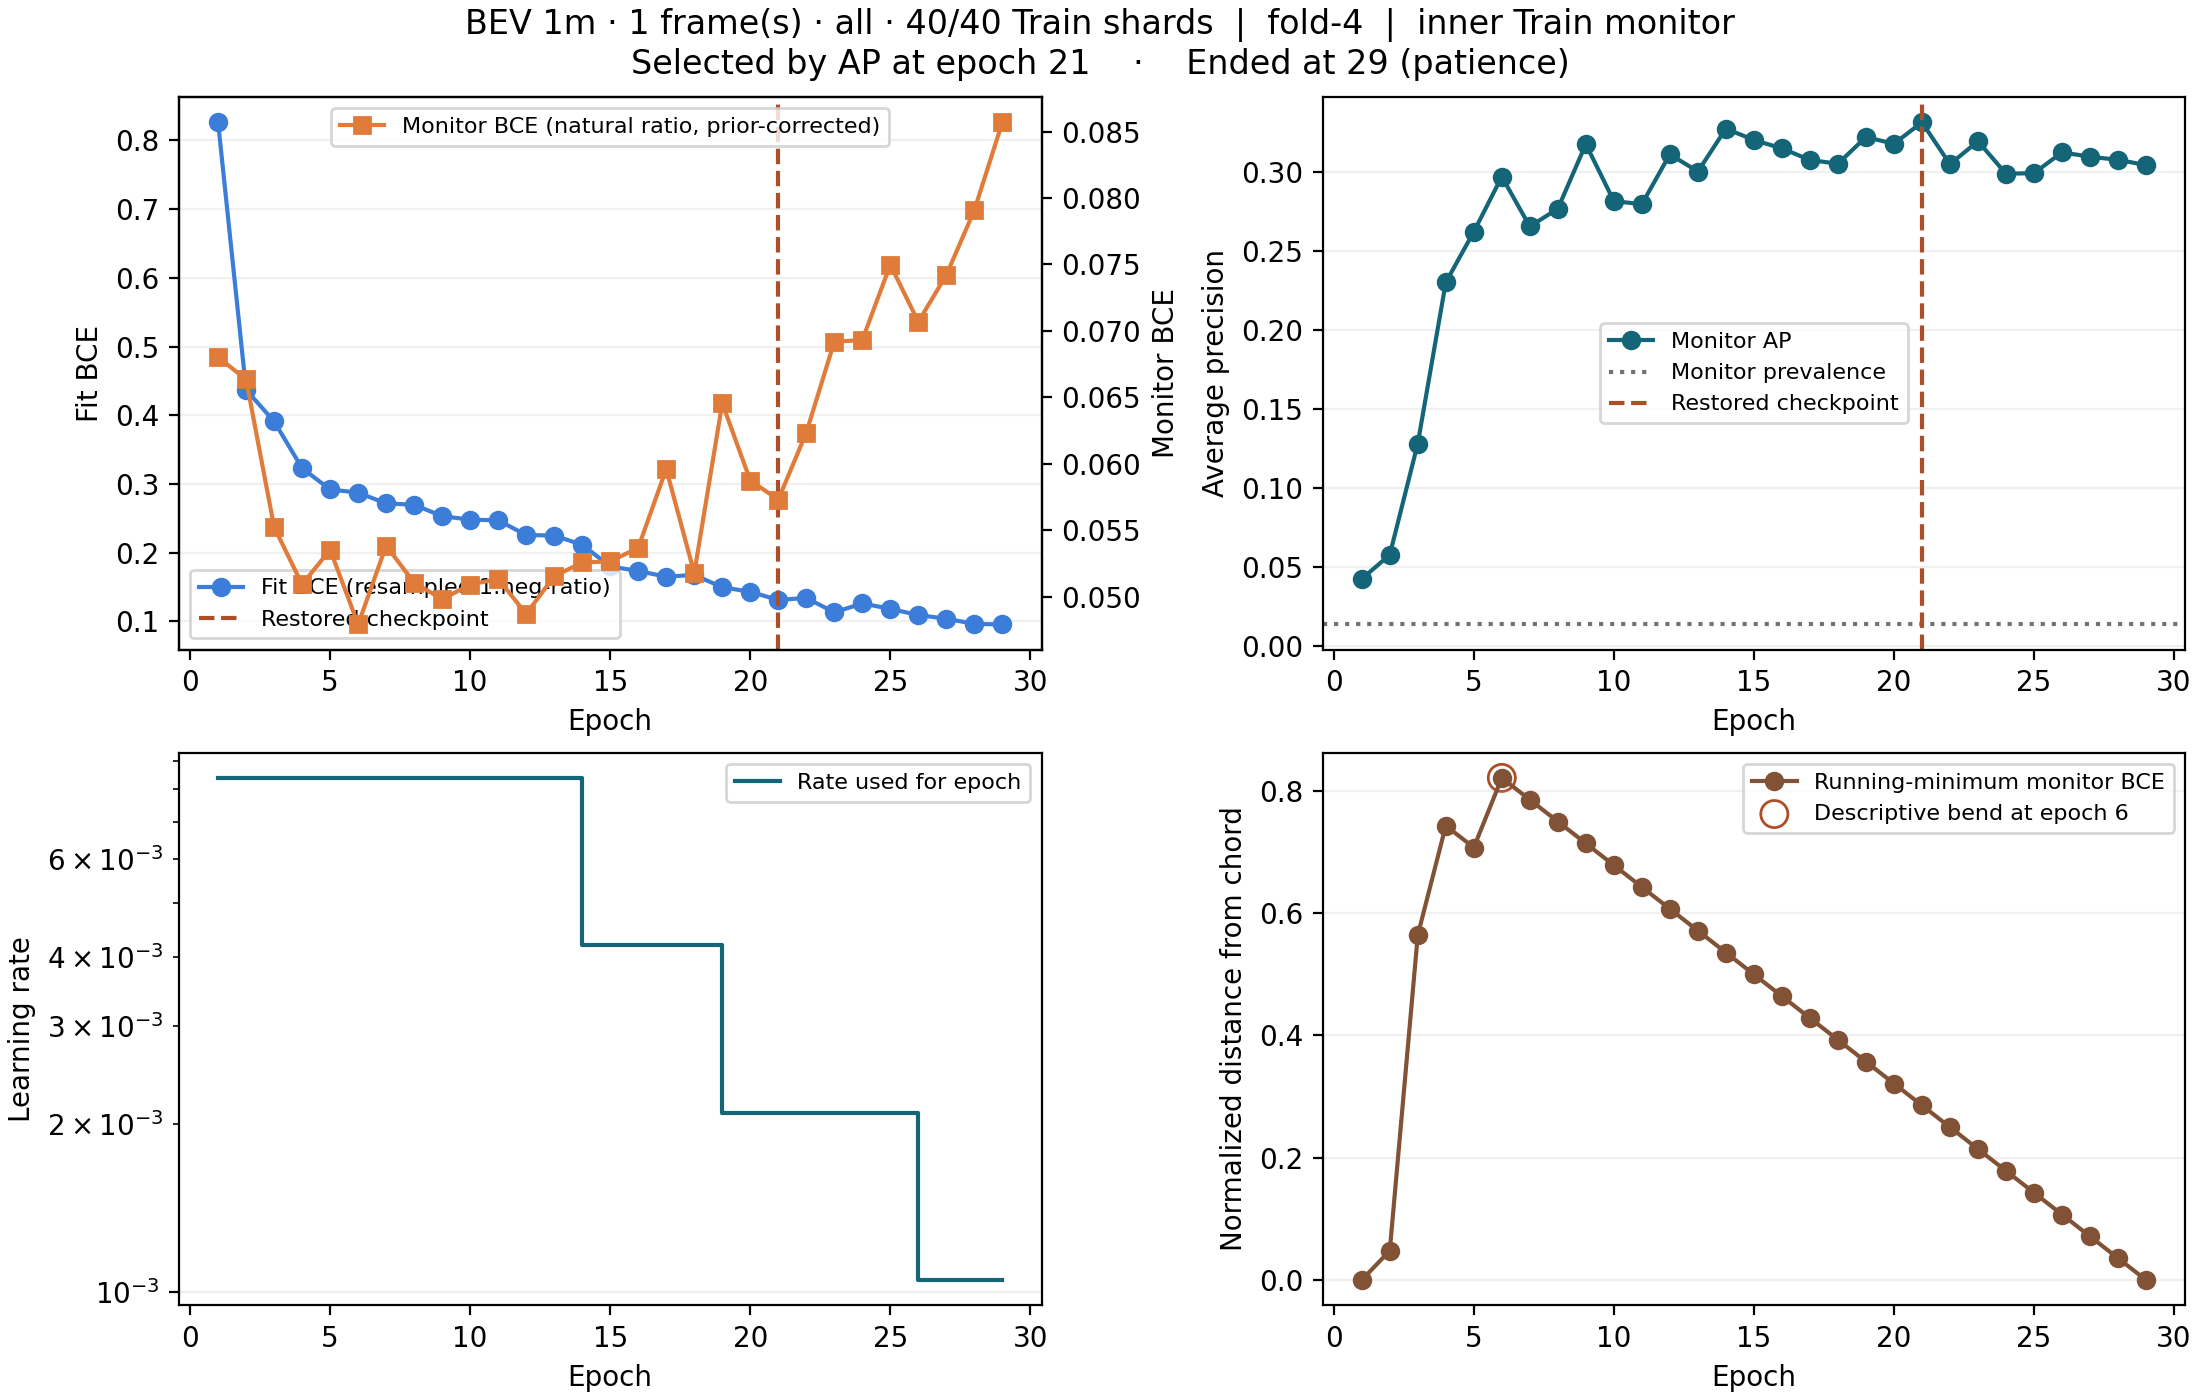 BEV 1m · 1 frame(s) · all · 40/40 Train shards | fold-4 | inner Train monitor
Selected by AP at epoch 21 · Ended at 29 (patience)
Monitor BCE (natural ratio, prior-corrected)
Fit BCE
0.8
0.7
0.6
0.5
0.4
0.3
0.2
0.1
Monitor BCE
0.085
0.080
0.075
0.070
0.065
0.060
0.055
0.050
Fit BCE (resampled 1:neg-ratio)
Restored checkpoint
0 5 10 15 20 25 30
Epoch
Average precision
0.30
0.25
0.20
0.15
0.10
0.05
0.00
Monitor AP
Monitor prevalence
Restored checkpoint
0 5 10 15 20 25 30
Epoch
Learning rate
6 × 10⁻³
4 × 10⁻³
3 × 10⁻³
2 × 10⁻³
10⁻³
Rate used for epoch
0 5 10 15 20 25 30
Epoch
Normalized distance from chord
0.8
0.6
0.4
0.2
0.0
Running-minimum monitor BCE
Descriptive bend at epoch 6
0 5 10 15 20 25 30
Epoch